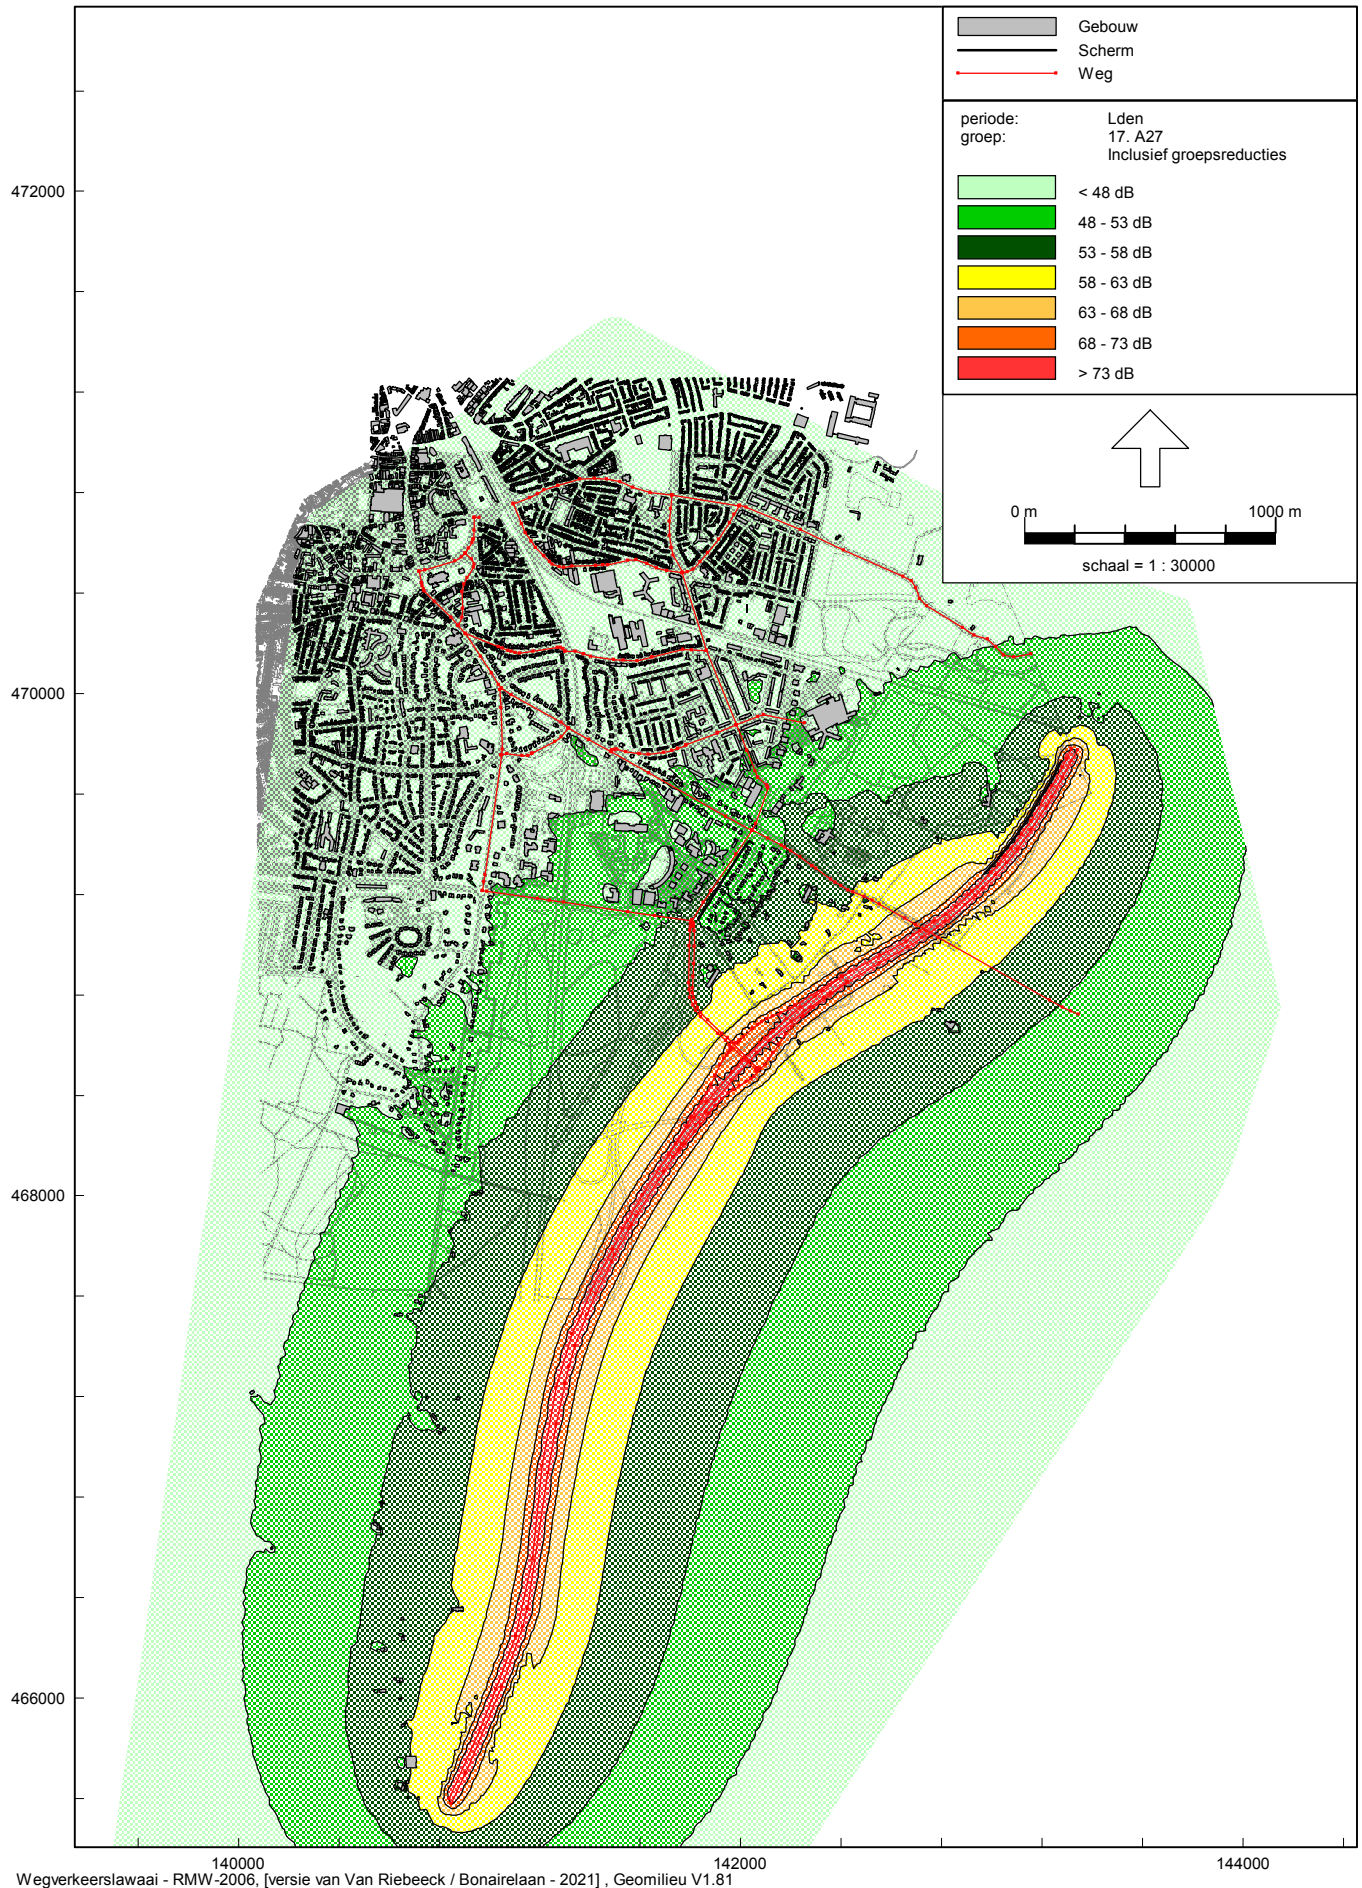 Gebouw
Scherm
Weg
periode: Lden
groep: 17. A27
Inclusief groepsreducties
< 48 dB
48 - 53 dB
53 - 58 dB
58 - 63 dB
63 - 68 dB
68 - 73 dB
> 73 dB
0 m 1000 m
schaal = 1 : 30000
472000
470000
468000
466000
140000 142000 144000
Wegverkeerslawaai - RMW-2006, [versie van Van Riebeeck / Bonairelaan - 2021] , Geomilieu V1.81